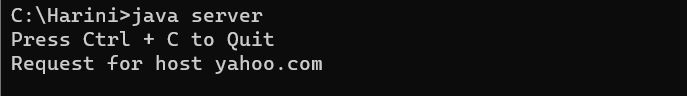 C:\Harini>java server
Press Ctrl + C to Quit
Request for host yahoo.com